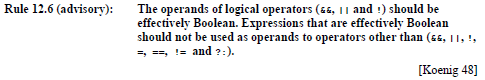 Rule 12.6 (advisory): The operands of logical operators (&&, || and !) should be
effectively Boolean. Expressions that are effectively Boolean
should not be used as operands to operators other than (&&, ||, !,
=, ==, != and ?:).
[Koenig 48]